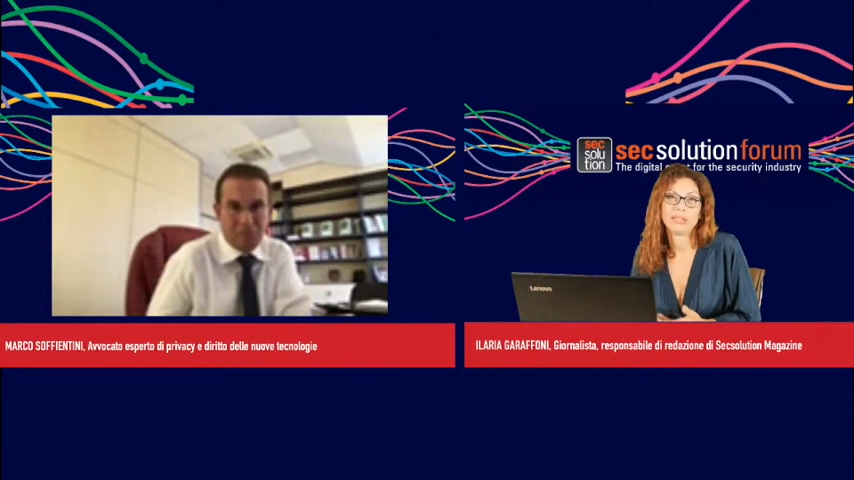 sec
solu
tion
secsolutionforum
The digital event for the security industry
Lenovo
MARCO SOFFIENTINI, Avvocato esperto di privacy e diritto delle nuove tecnologie
ILARIA GARAFFONI, Giornalista, responsabile di redazione di Secsolution Magazine